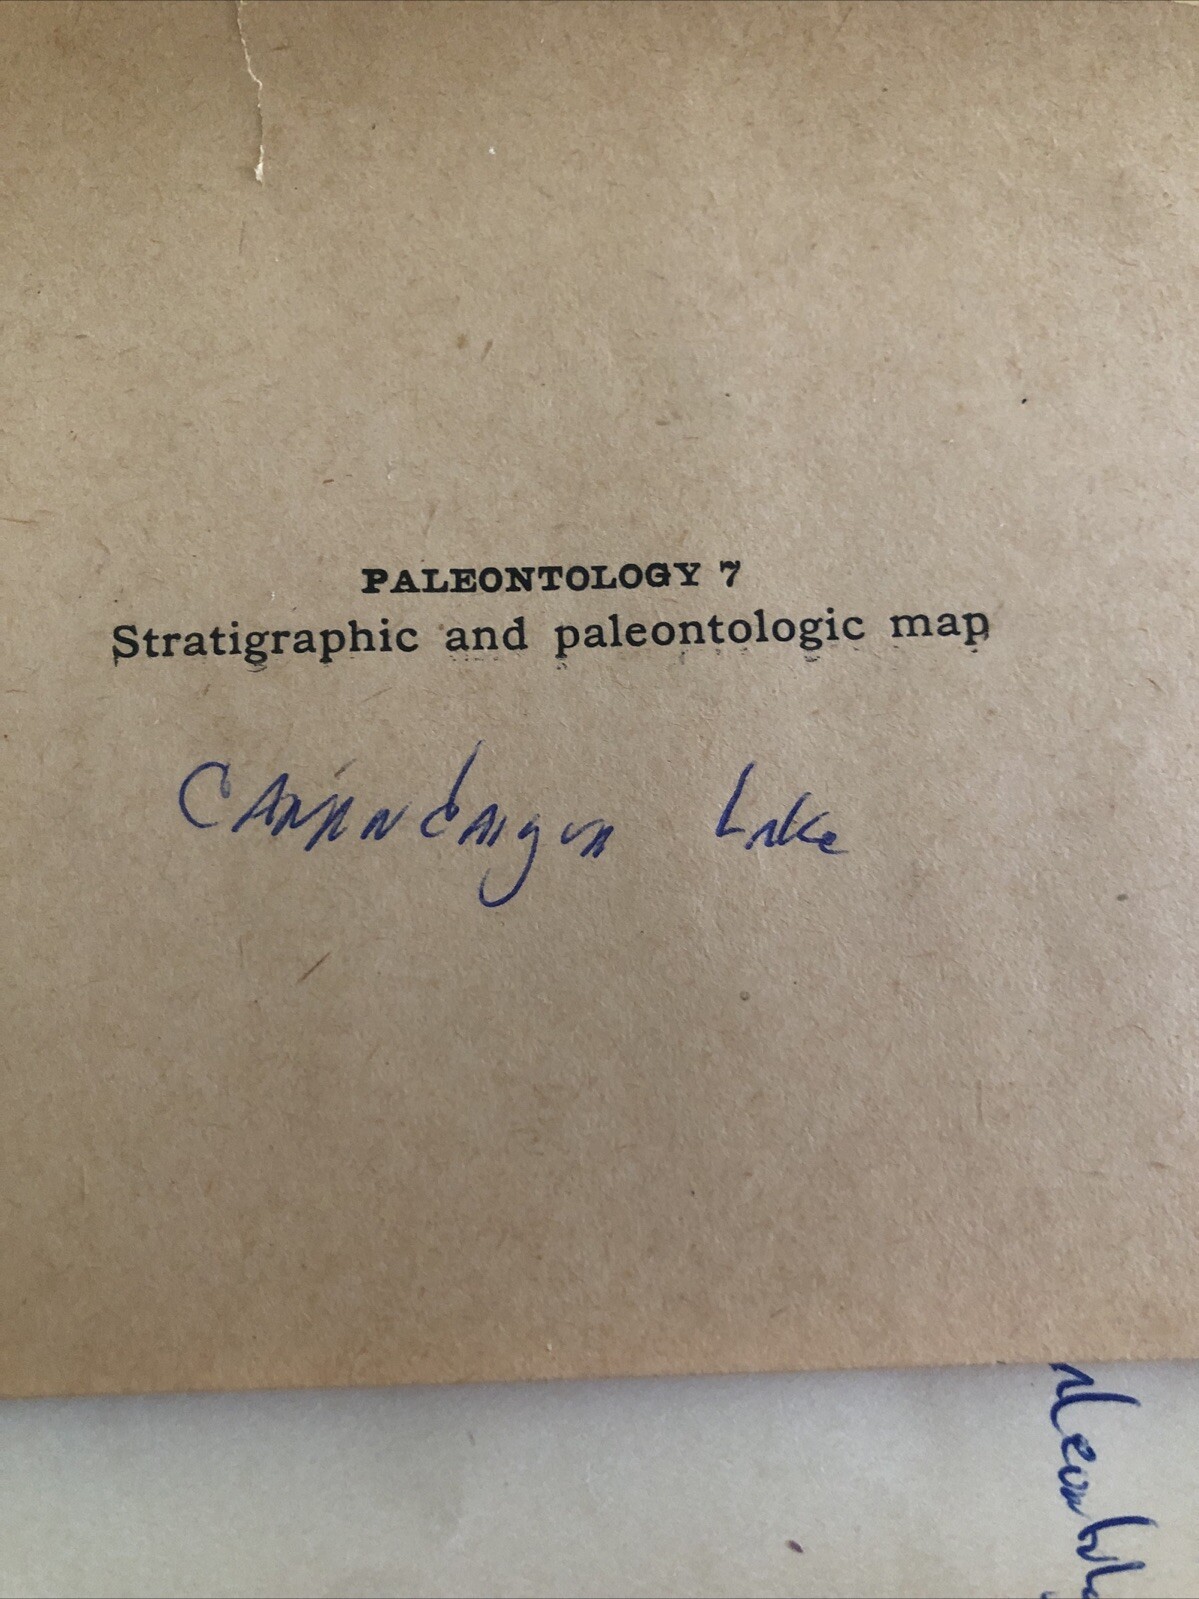 PALEONTOLOGY 7
Stratigraphic and paleontologic map
CANANDAIGUA Lake